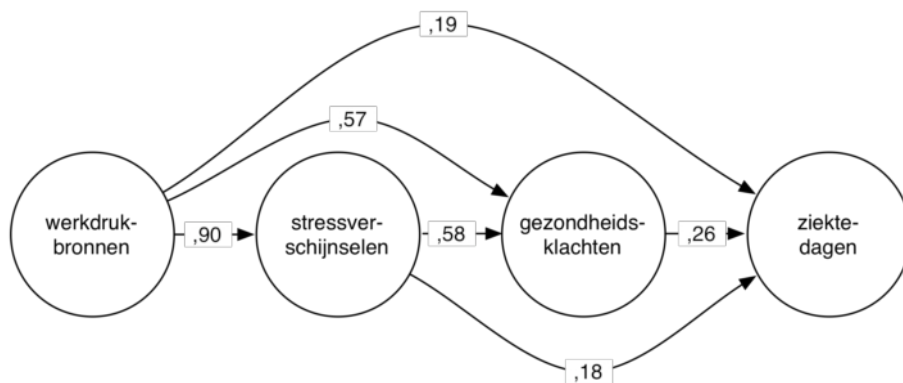 ,19
,57
werkdruk-
bronnen
,90
stressver-
schijnselen
,58
gezondheids-
klachten
,26
ziekte-
dagen
,18